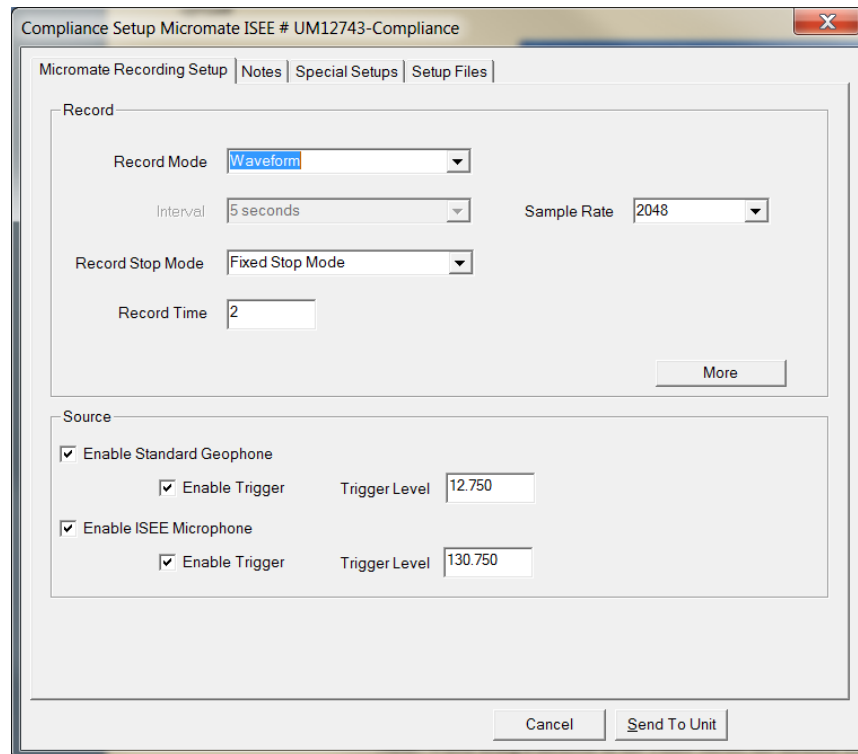 Compliance Setup Micromate ISEE # UM12743-Compliance
Micromate Recording Setup Notes Special Setups Setup Files
Record
Record Mode Waveform
Interval 5 seconds Sample Rate 2048
Record Stop Mode Fixed Stop Mode
Record Time 2
More
Source
Enable Standard Geophone
Enable Trigger Trigger Level 12.750
Enable ISEE Microphone
Enable Trigger Trigger Level 130.750
Cancel Send To Unit